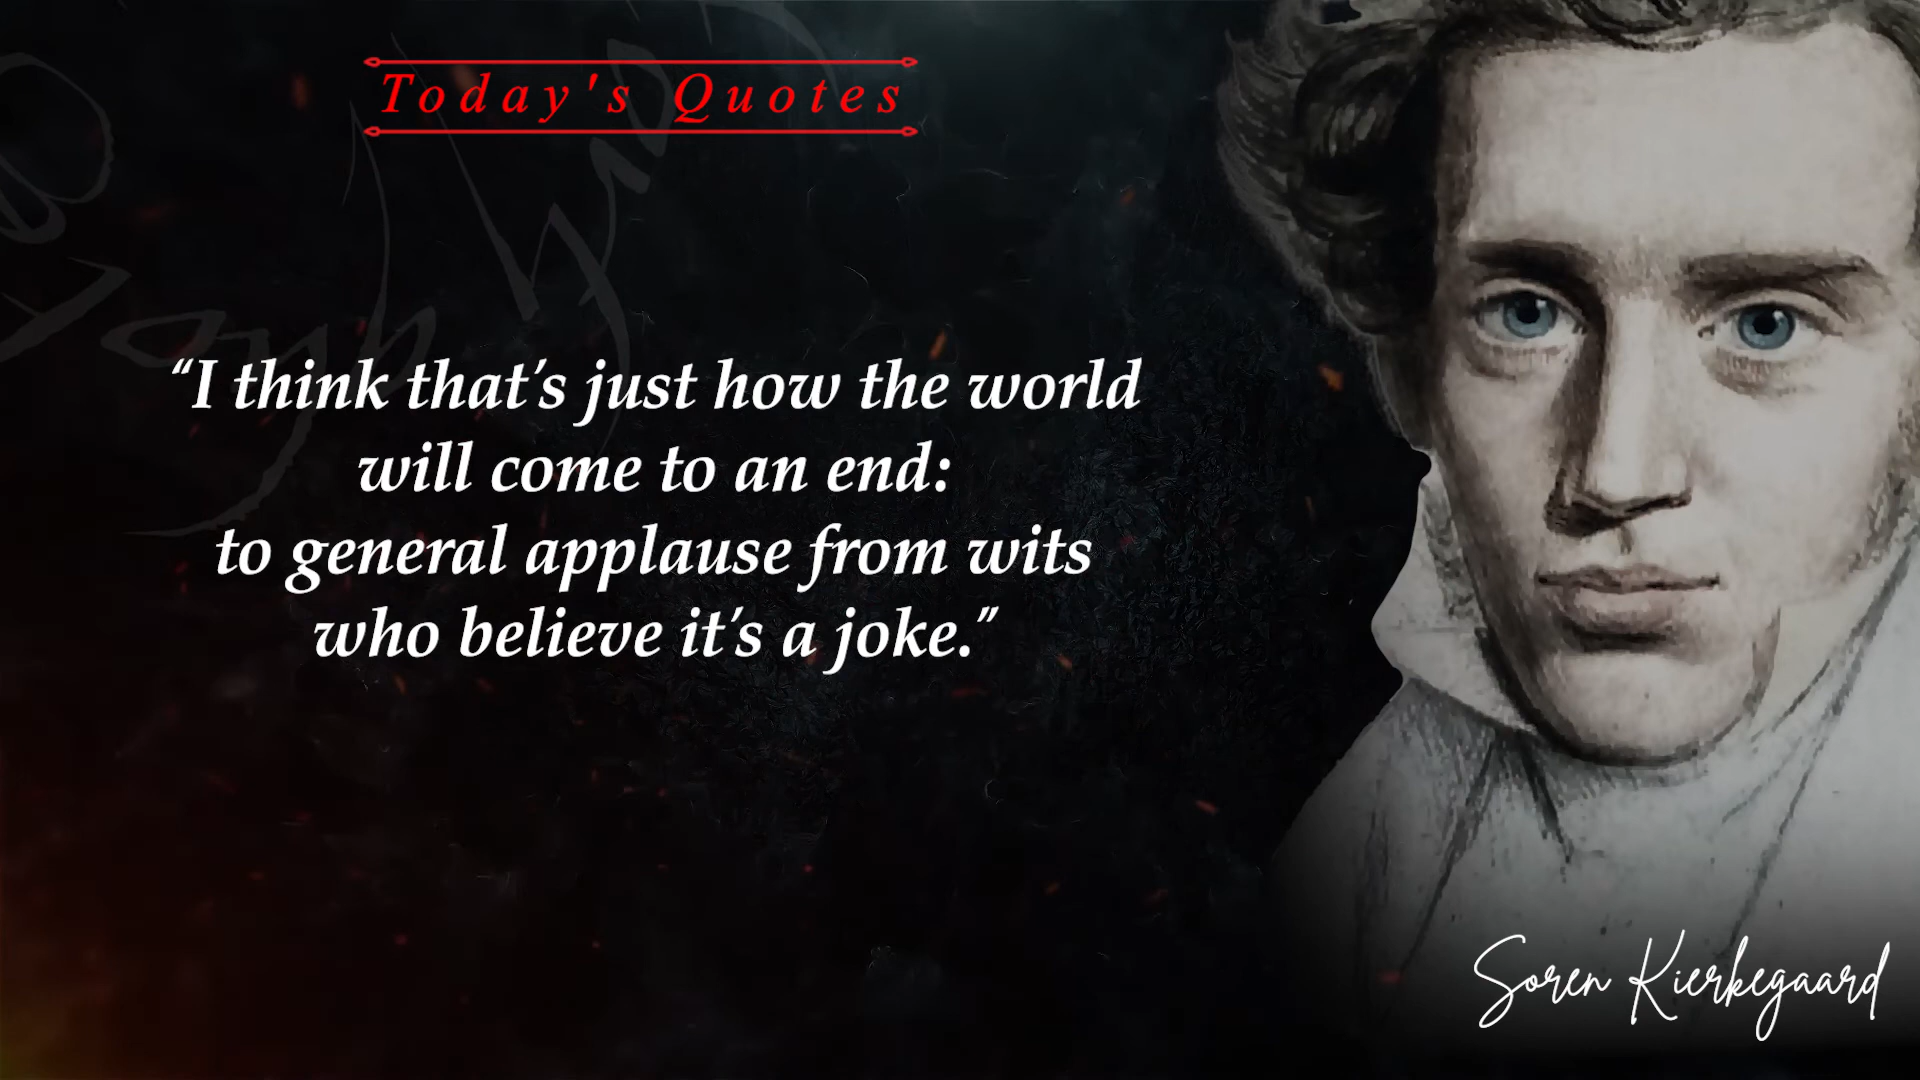 Today's Quotes
“I think that's just how the world
will come to an end:
to general applause from wits
who believe it's a joke.”
Soren Kierkegaard